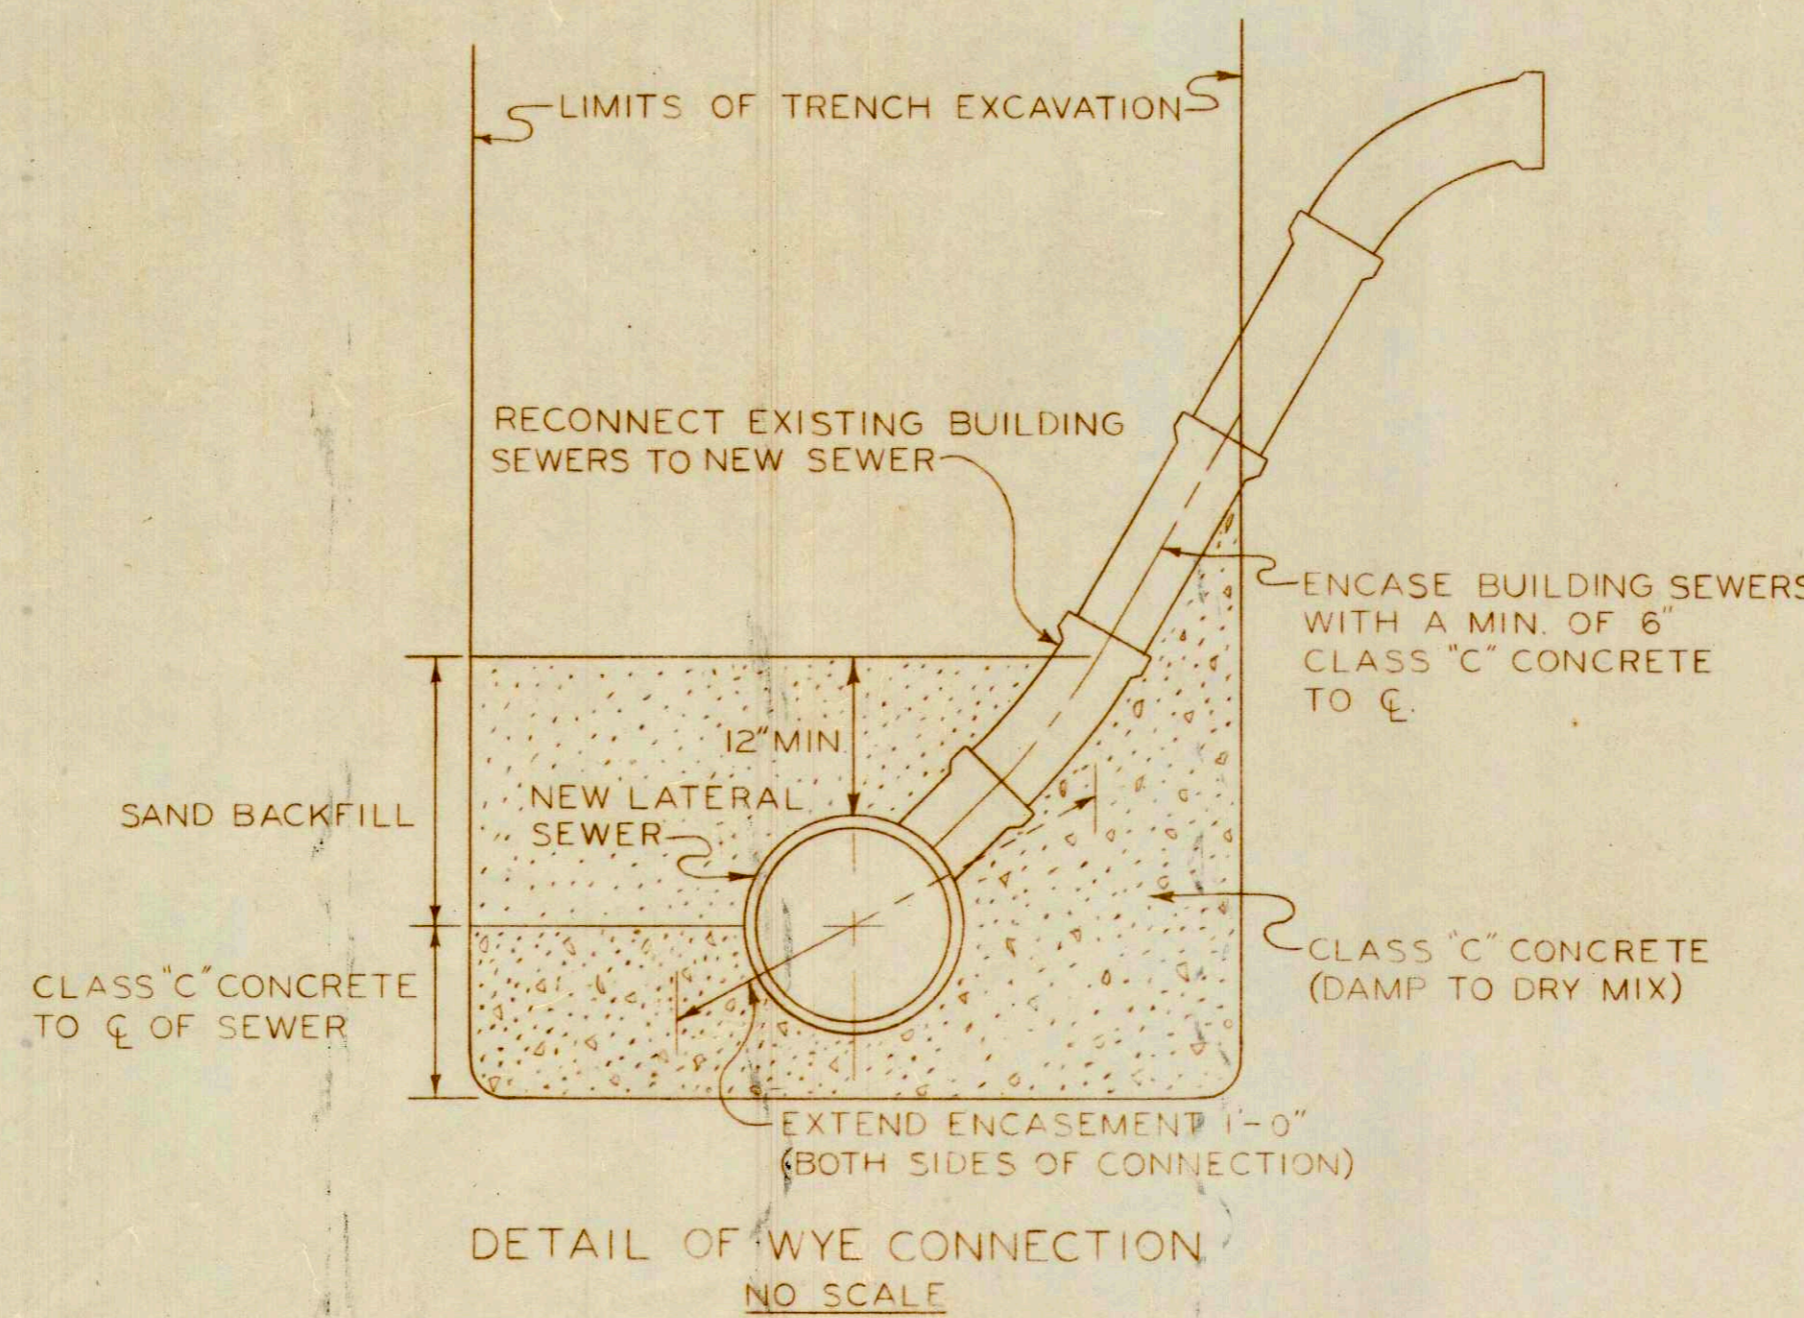 LIMITS OF TRENCH EXCAVATION
RECONNECT EXISTING BUILDING
SEWERS TO NEW SEWER
ENCASE BUILDING SEWERS
WITH A MIN. OF 6"
CLASS "C" CONCRETE
TO ℄.
12" MIN.
NEW LATERAL
SEWER
SAND BACKFILL
CLASS "C" CONCRETE
TO ℄ OF SEWER
CLASS "C" CONCRETE
(DAMP TO DRY MIX)
EXTEND ENCASEMENT 1'-0"
(BOTH SIDES OF CONNECTION)
DETAIL OF WYE CONNECTION
NO SCALE